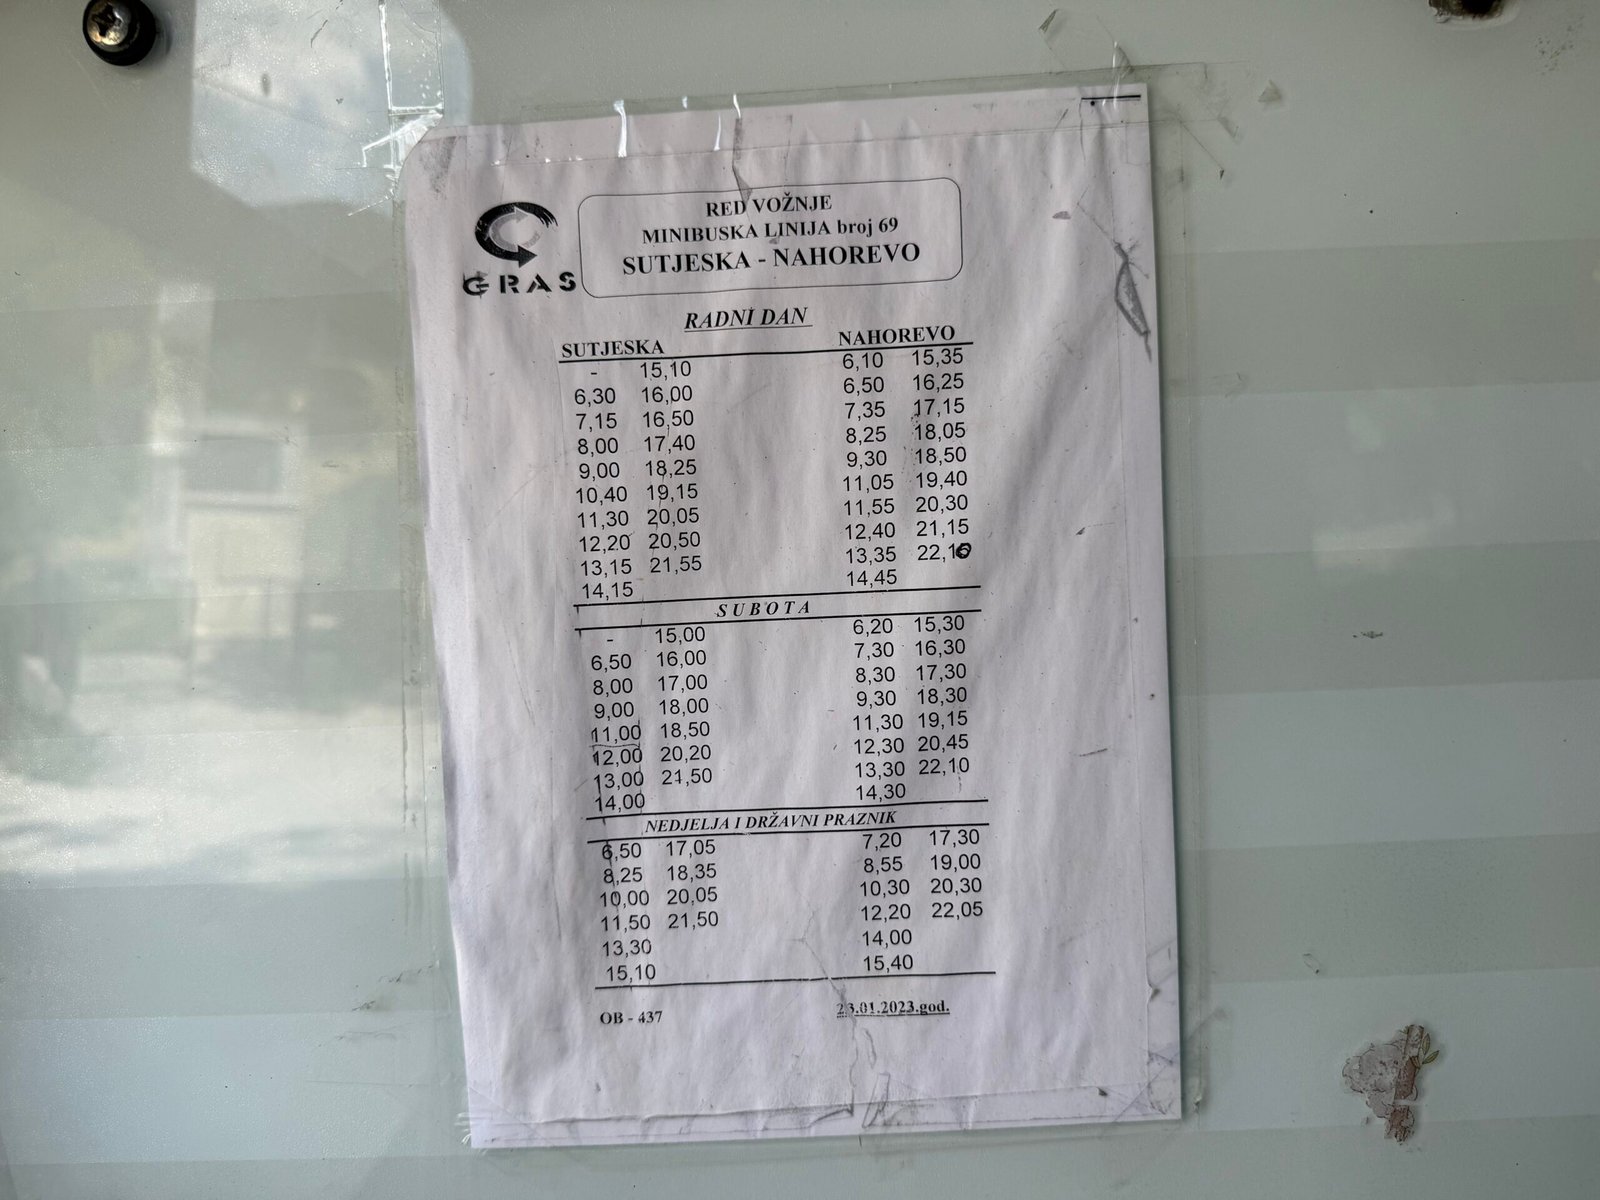 GRAS
RED VOŽNJE
MINIBUSKA LINIJA broj 69
SUTJESKA - NAHOREVO
RADNI DAN
SUTJESKA NAHOREVO
- 15,10 6,10 15,35
6,30 16,00 6,50 16,25
7,15 16,50 7,35 17,15
8,00 17,40 8,25 18,05
9,00 18,25 9,30 18,50
10,40 19,15 11,05 19,40
11,30 20,05 11,55 20,30
12,20 20,50 12,40 21,15
13,15 21,55 13,35 22,10
14,15 14,45
SUBOTA
- 15,00 6,20 15,30
6,50 16,00 7,30 16,30
8,00 17,00 8,30 17,30
9,00 18,00 9,30 18,30
11,00 18,50 11,30 19,15
12,00 20,20 12,30 20,45
13,00 21,50 13,30 22,10
14,00 14,30
NEDJELJA I DRŽAVNI PRAZNIK
6,50 17,05 7,20 17,30
8,25 18,35 8,55 19,00
10,00 20,05 10,30 20,30
11,50 21,50 12,20 22,05
13,30 14,00
15,10 15,40
OB - 437 23.01.2023.god.